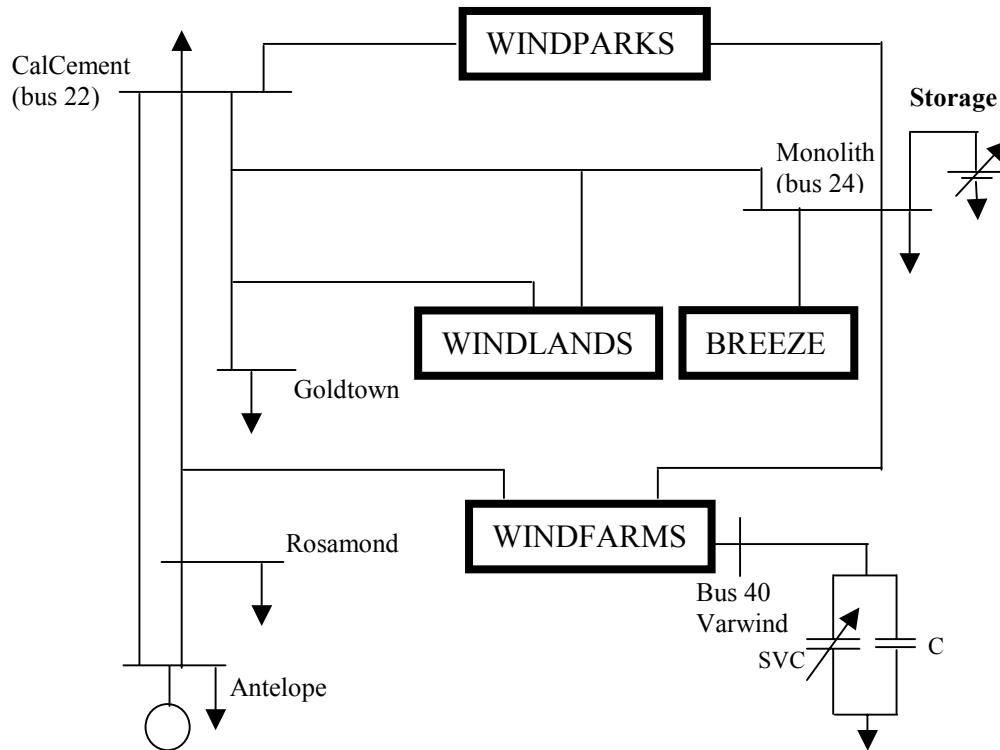 WINDPARKS
CalCement
(bus 22)
Storage
Monolith
(bus 24)
WINDLANDS
BREEZE
Goldtown
WINDFARMS
Rosamond
Bus 40
Varwind
SVC
C
Antelope